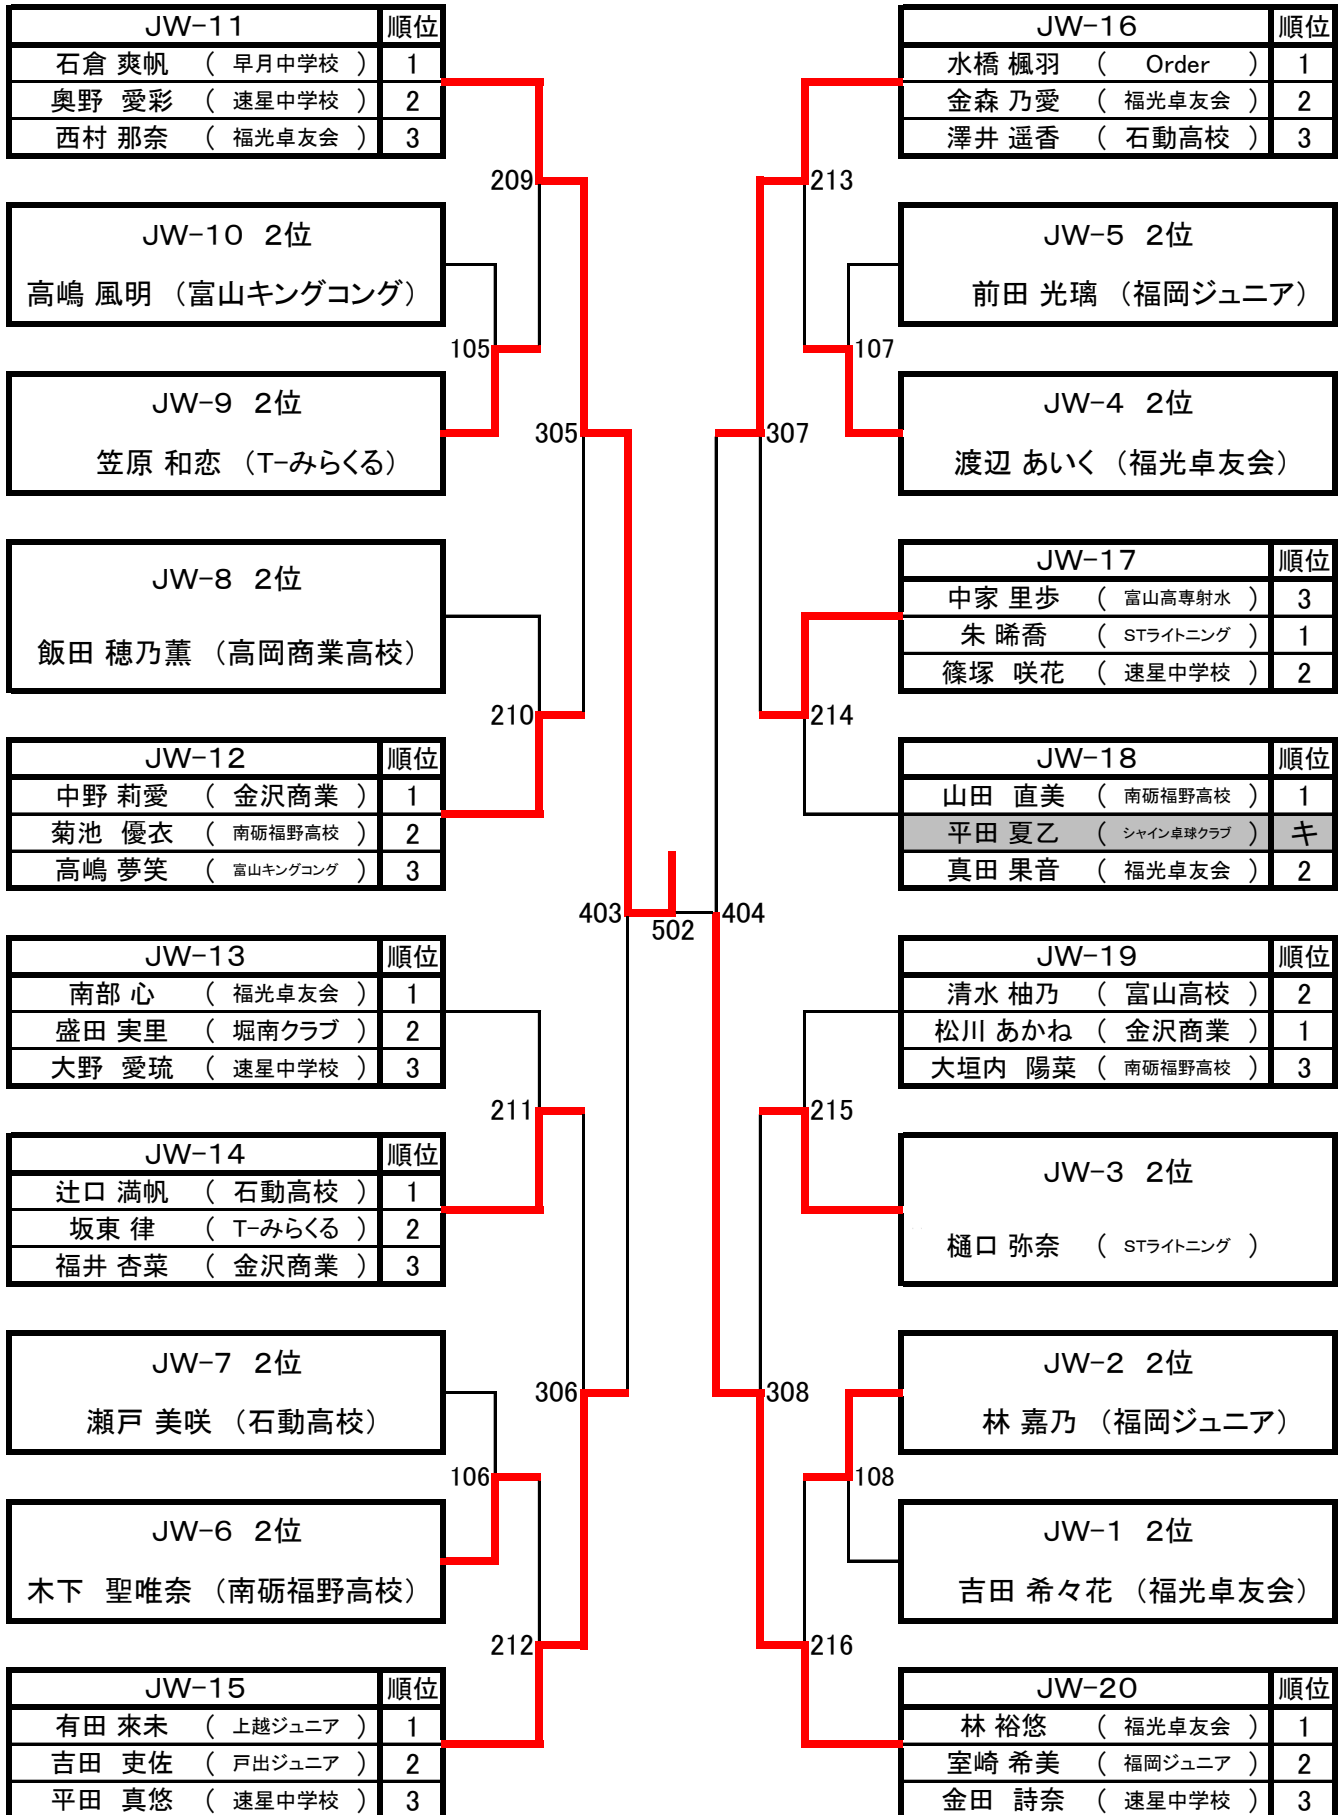 JW-11 順位
石倉 爽帆 ( 早月中学校 ) 1
奥野 愛彩 ( 速星中学校 ) 2
西村 那奈 ( 福光卓友会 ) 3
209
JW-10 2位
高嶋 風明 (富山キングコング)
105
JW-9 2位
笠原 和恋 (T-みらくる)
305
JW-8 2位
飯田 穂乃薫 (高岡商業高校)
210
JW-12 順位
中野 莉愛 ( 金沢商業 ) 1
菊池 優衣 ( 南砺福野高校 ) 2
高嶋 夢笑 ( 富山キングコング ) 3
403
502
JW-13 順位
南部 心 ( 福光卓友会 ) 1
盛田 実里 ( 堀南クラブ ) 2
大野 愛琉 ( 速星中学校 ) 3
211
JW-14 順位
辻口 満帆 ( 石動高校 ) 1
坂東 律 ( T-みらくる ) 2
福井 杏菜 ( 金沢商業 ) 3
JW-7 2位
瀬戸 美咲 (石動高校)
306
106
JW-6 2位
木下 聖唯奈 (南砺福野高校)
212
JW-15 順位
有田 來未 ( 上越ジュニア ) 1
吉田 吏佐 ( 戸出ジュニア ) 2
平田 真悠 ( 速星中学校 ) 3
JW-16 順位
水橋 楓羽 ( Order ) 1
金森 乃愛 ( 福光卓友会 ) 2
澤井 遥香 ( 石動高校 ) 3
213
JW-5 2位
前田 光璃 (福岡ジュニア)
107
JW-4 2位
渡辺 あいく (福光卓友会)
307
JW-17 順位
中家 里歩 ( 富山高専射水 ) 3
朱 晞喬 ( STライトニング ) 1
篠塚 咲花 ( 速星中学校 ) 2
214
JW-18 順位
山田 直美 ( 南砺福野高校 ) 1
平田 夏乙 ( シャイン卓球クラブ ) キ
真田 果音 ( 福光卓友会 ) 2
404
JW-19 順位
清水 柚乃 ( 富山高校 ) 2
松川 あかね ( 金沢商業 ) 1
大垣内 陽菜 ( 南砺福野高校 ) 3
215
JW-3 2位
樋口 弥奈 ( STライトニング )
JW-2 2位
林 嘉乃 (福岡ジュニア)
308
108
JW-1 2位
吉田 希々花 (福光卓友会)
216
JW-20 順位
林 裕悠 ( 福光卓友会 ) 1
室崎 希美 ( 福岡ジュニア ) 2
金田 詩奈 ( 速星中学校 ) 3